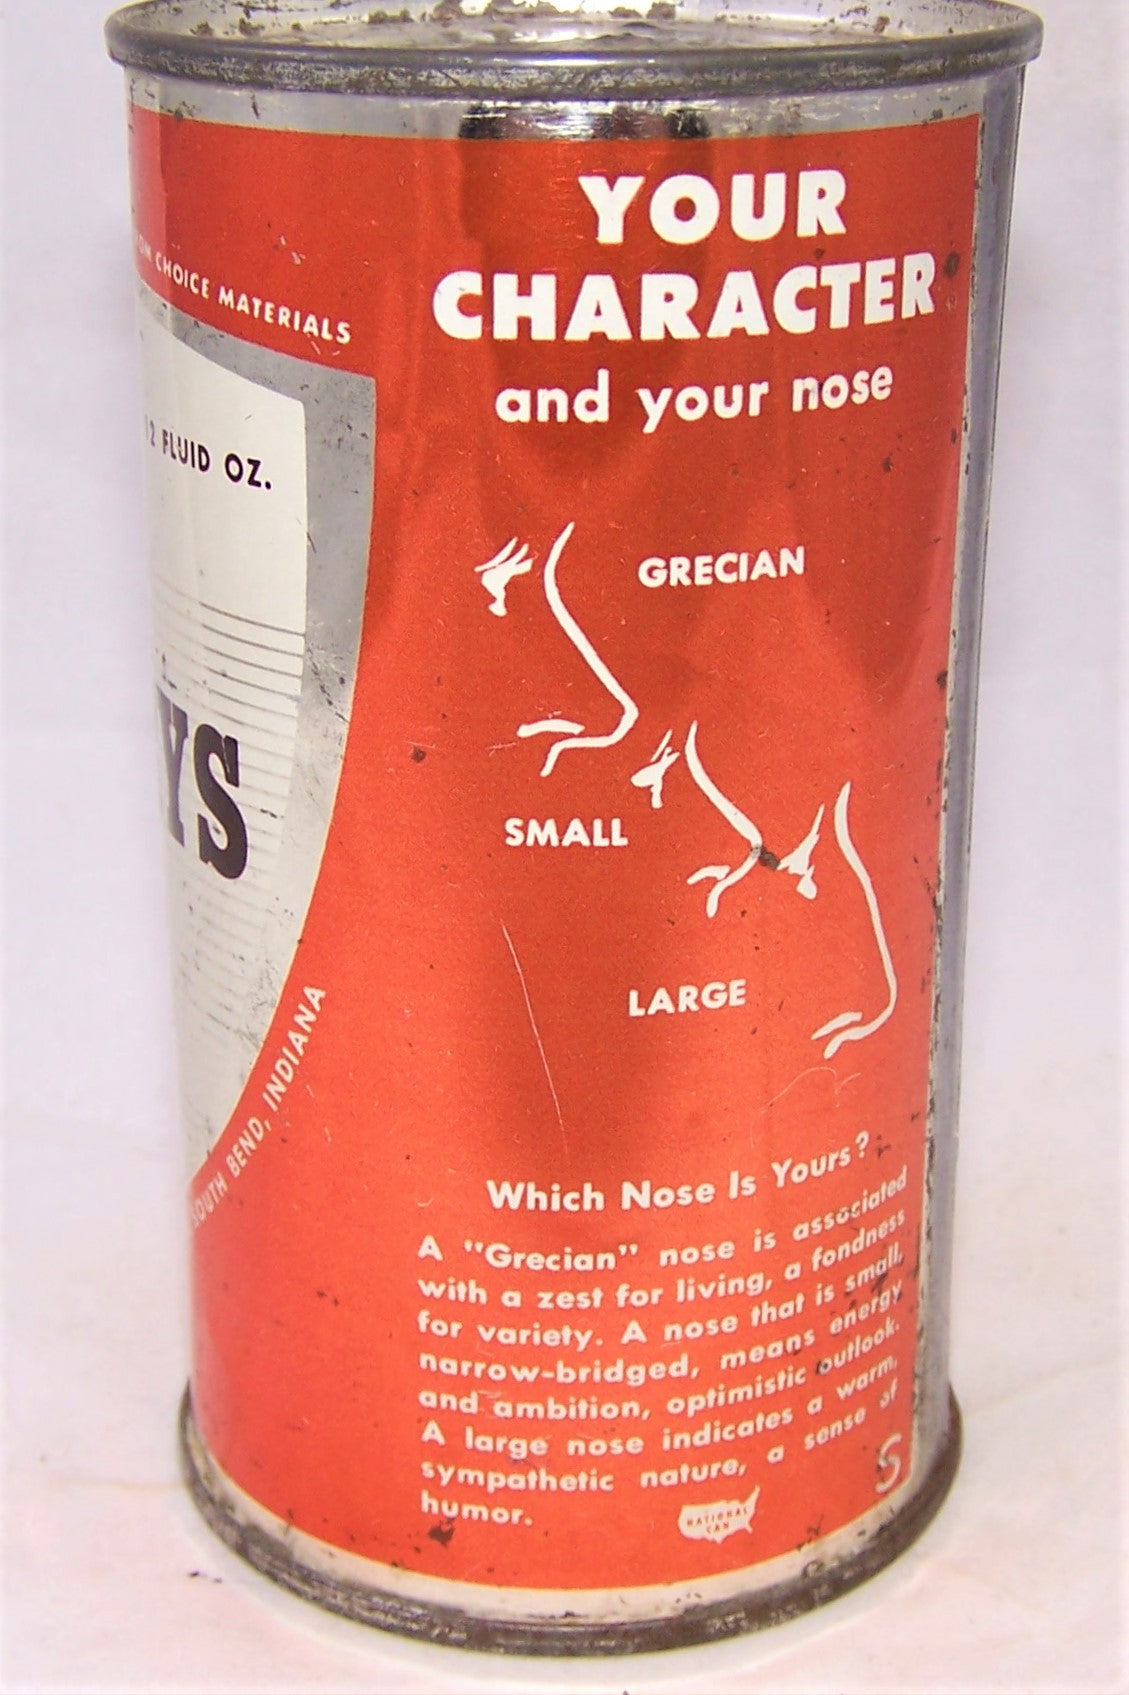 CHOICE MATERIALS
12 FLUID OZ.
YS
SOUTH BEND, INDIANA
YOUR
CHARACTER
and your nose
GRECIAN
SMALL
LARGE
Which Nose Is Yours?
A "Grecian" nose is associated
with a zest for living, a fondness
for variety. A nose that is small,
narrow-bridged, means energy
and ambition, optimistic outlook.
A large nose indicates a warm,
sympathetic nature, a sense of
humor.
NATIONAL
CAN
S